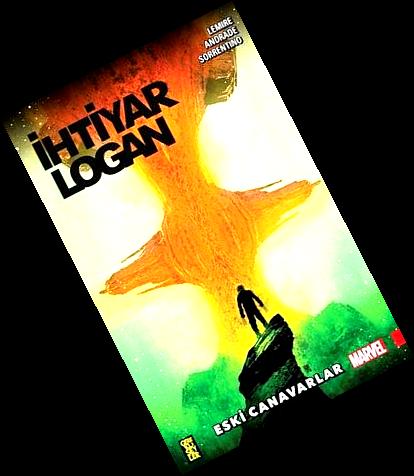 LEMIRE
ANDRADE
SORRENTINO
İHTİYAR
LOGAN
ESKİ CANAVARLAR
MARVEL